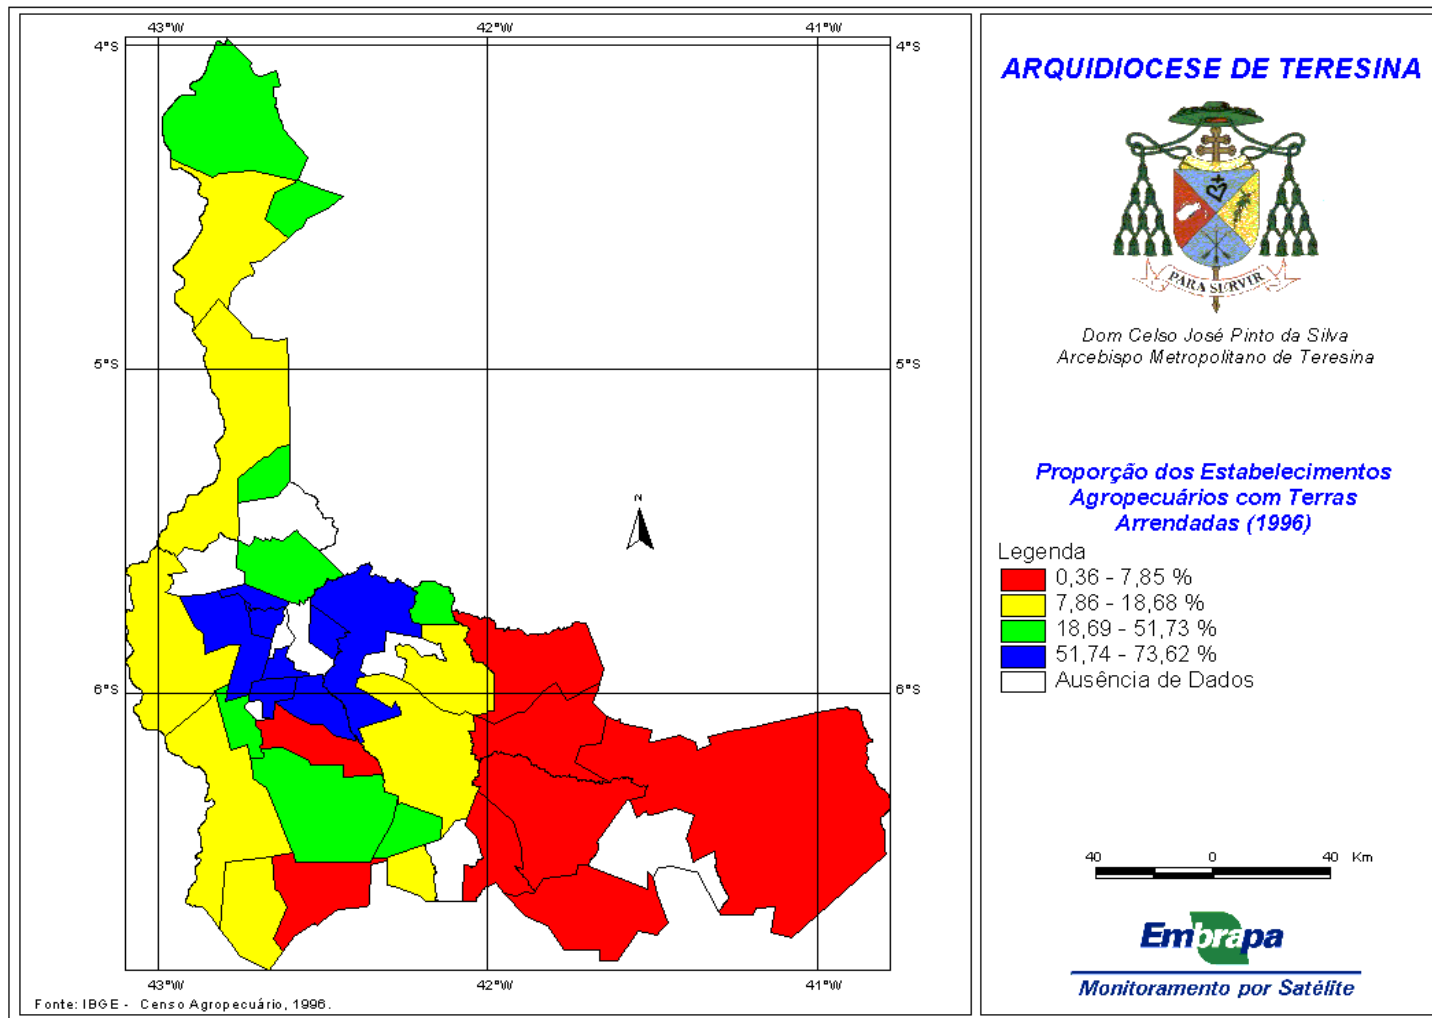 43°W 42°W 41°W
4°S 4°S
5°S 5°S
6°S 6°S
43°W 42°W 41°W
N
Fonte: IBGE - Censo Agropecuário, 1996.
ARQUIDIOCESE DE TERESINA
PARA SERVIR
Dom Celso José Pinto da Silva
Arcebispo Metropolitano de Teresina
Proporção dos Estabelecimentos
Agropecuários com Terras
Arrendadas (1996)
Legenda
0,36 - 7,85 %
7,86 - 18,68 %
18,69 - 51,73 %
51,74 - 73,62 %
Ausência de Dados
40 0 40 Km
Embrapa
Monitoramento por Satélite